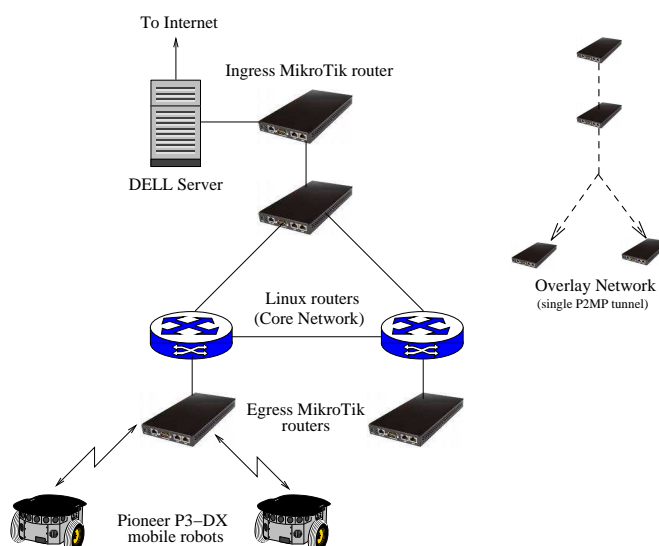 To Internet
Ingress MikroTik router
DELL Server
Linux routers
(Core Network)
Overlay Network
(single P2MP tunnel)
Egress MikroTik
routers
Pioneer P3–DX
mobile robots